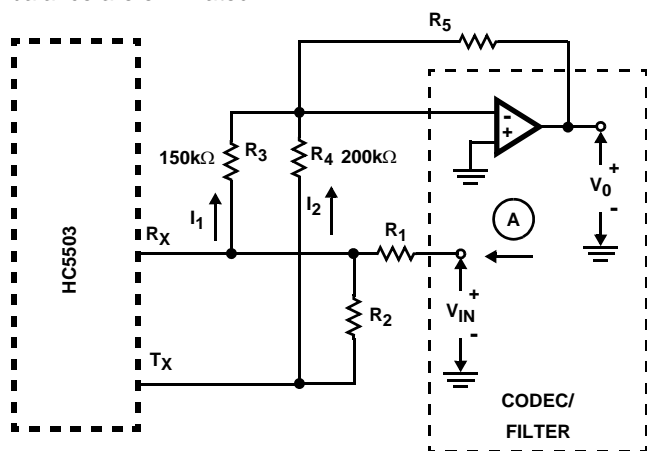 R5
-
+
150kΩ
R3
R4 200kΩ
V0
+
-
I1
I2
A
RX
R1
HC5503
R2
VIN
+
-
TX
CODEC/
FILTER